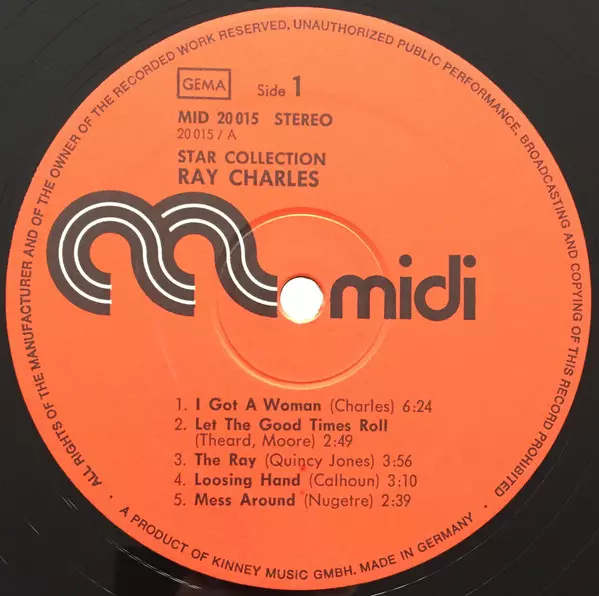 ALL RIGHTS OF THE MANUFACTURER AND OF THE OWNER OF THE RECORDED WORK RESERVED. UNAUTHORIZED PUBLIC PERFORMANCE, BROADCASTING AND COPYING OF THIS RECORD PROHIBITED
GEMA Side 1
MID 20 015 STEREO
20 015 / A
STAR COLLECTION
RAY CHARLES
midi
1. I Got A Woman (Charles) 6:24
2. Let The Good Times Roll
(Theard, Moore) 2:49
3. The Ray (Quincy Jones) 3:56
4. Loosing Hand (Calhoun) 3:10
5. Mess Around (Nugetre) 2:39
• A PRODUCT OF KINNEY MUSIC GMBH. MADE IN GERMANY •